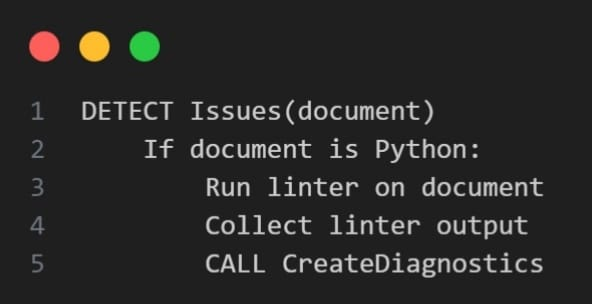 1 DETECT Issues(document)
2 If document is Python:
3 Run linter on document
4 Collect linter output
5 CALL CreateDiagnostics